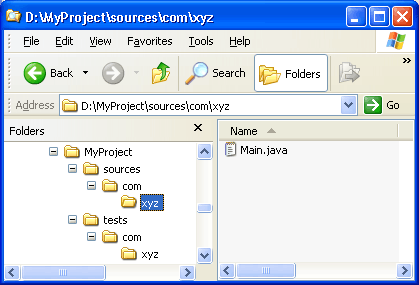 D:\MyProject\sources\com\xyz
File Edit View Favorites Tools Help
Back Search Folders
Address D:\MyProject\sources\com\xyz Go
Folders
Name
MyProject
Main.java
sources
com
xyz
tests
com
xyz